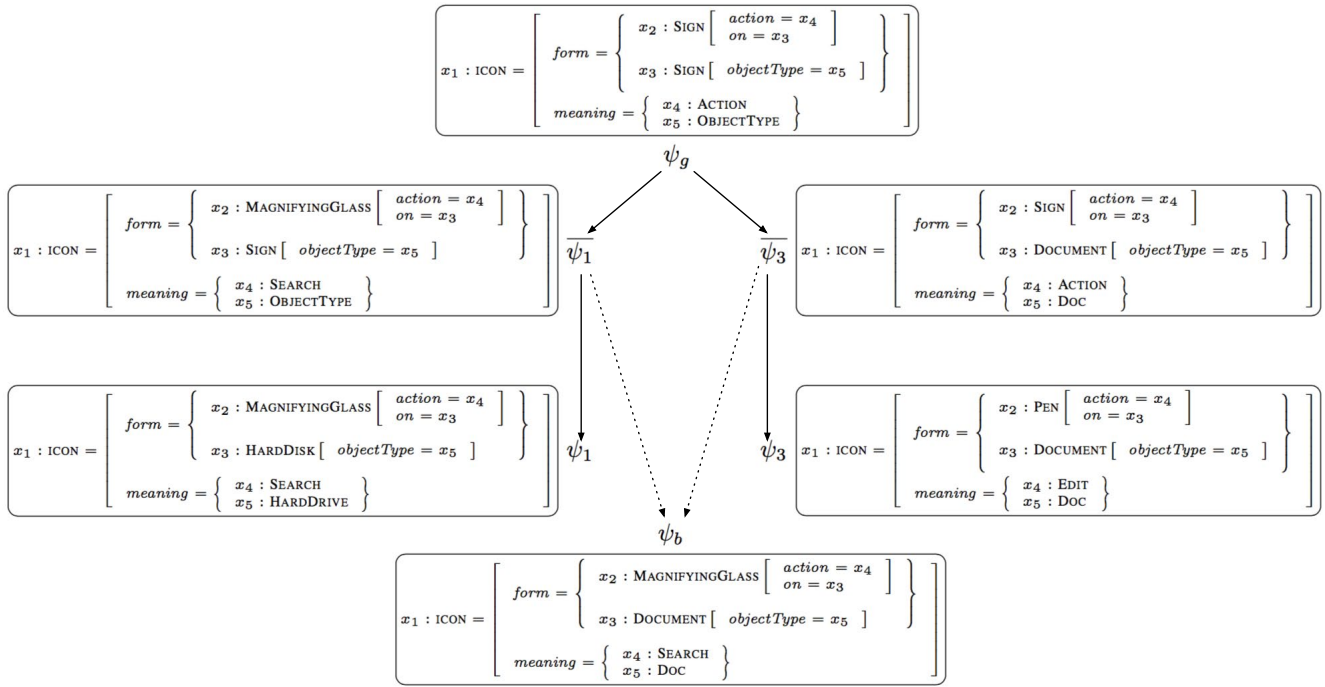 x₁ : ICON = [ form = { x₂ : SIGN [ action = x₄
on = x₃ ]
x₃ : SIGN [ objectType = x₅ ] }
meaning = { x₄ : ACTION
x₅ : OBJECTTYPE } ]
ψg
x₁ : ICON = [ form = { x₂ : MAGNIFYINGGLASS [ action = x₄
on = x₃ ]
x₃ : SIGN [ objectType = x₅ ] }
meaning = { x₄ : SEARCH
x₅ : OBJECTTYPE } ]
ψ̅₁
ψ̅₃
x₁ : ICON = [ form = { x₂ : SIGN [ action = x₄
on = x₃ ]
x₃ : DOCUMENT [ objectType = x₅ ] }
meaning = { x₄ : ACTION
x₅ : DOC } ]
x₁ : ICON = [ form = { x₂ : MAGNIFYINGGLASS [ action = x₄
on = x₃ ]
x₃ : HARDDISK [ objectType = x₅ ] }
meaning = { x₄ : SEARCH
x₅ : HARDDRIVE } ]
ψ₁
ψ₃
x₁ : ICON = [ form = { x₂ : PEN [ action = x₄
on = x₃ ]
x₃ : DOCUMENT [ objectType = x₅ ] }
meaning = { x₄ : EDIT
x₅ : DOC } ]
ψb
x₁ : ICON = [ form = { x₂ : MAGNIFYINGGLASS [ action = x₄
on = x₃ ]
x₃ : DOCUMENT [ objectType = x₅ ] }
meaning = { x₄ : SEARCH
x₅ : DOC } ]